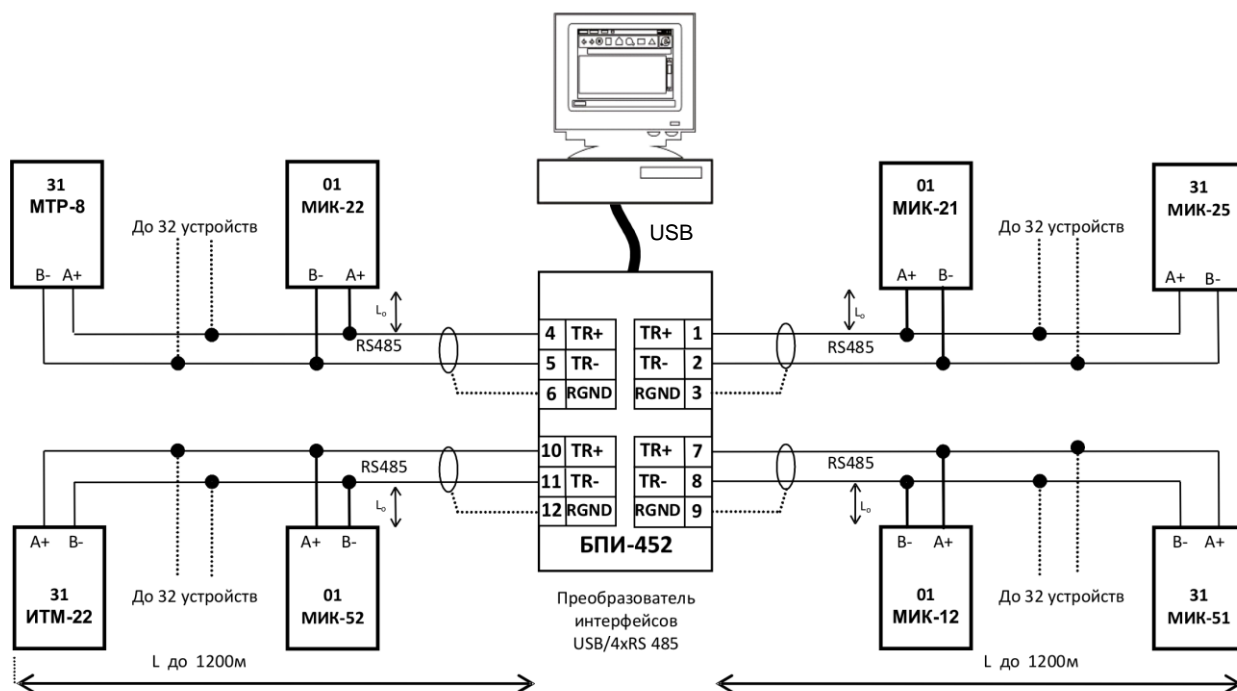 31
МТР-8
B- A+
До 32 устройств
01
МИК-22
B- A+
L₀
RS485
USB
01
МИК-21
A+ B-
L₀
RS485
До 32 устройств
31
МИК-25
A+ B-
4 TR+
5 TR-
6 RGND
TR+ 1
TR- 2
RGND 3
10 TR+
11 TR-
12 RGND
TR+ 7
TR- 8
RGND 9
БПИ-452
Преобразователь
интерфейсов
USB/4xRS 485
RS485
L₀
A+ B-
31
ИТМ-22
До 32 устройств
A+ B-
01
МИК-52
L до 1200м
RS485
L₀
B- A+
01
МИК-12
До 32 устройств
B- A+
31
МИК-51
L до 1200м